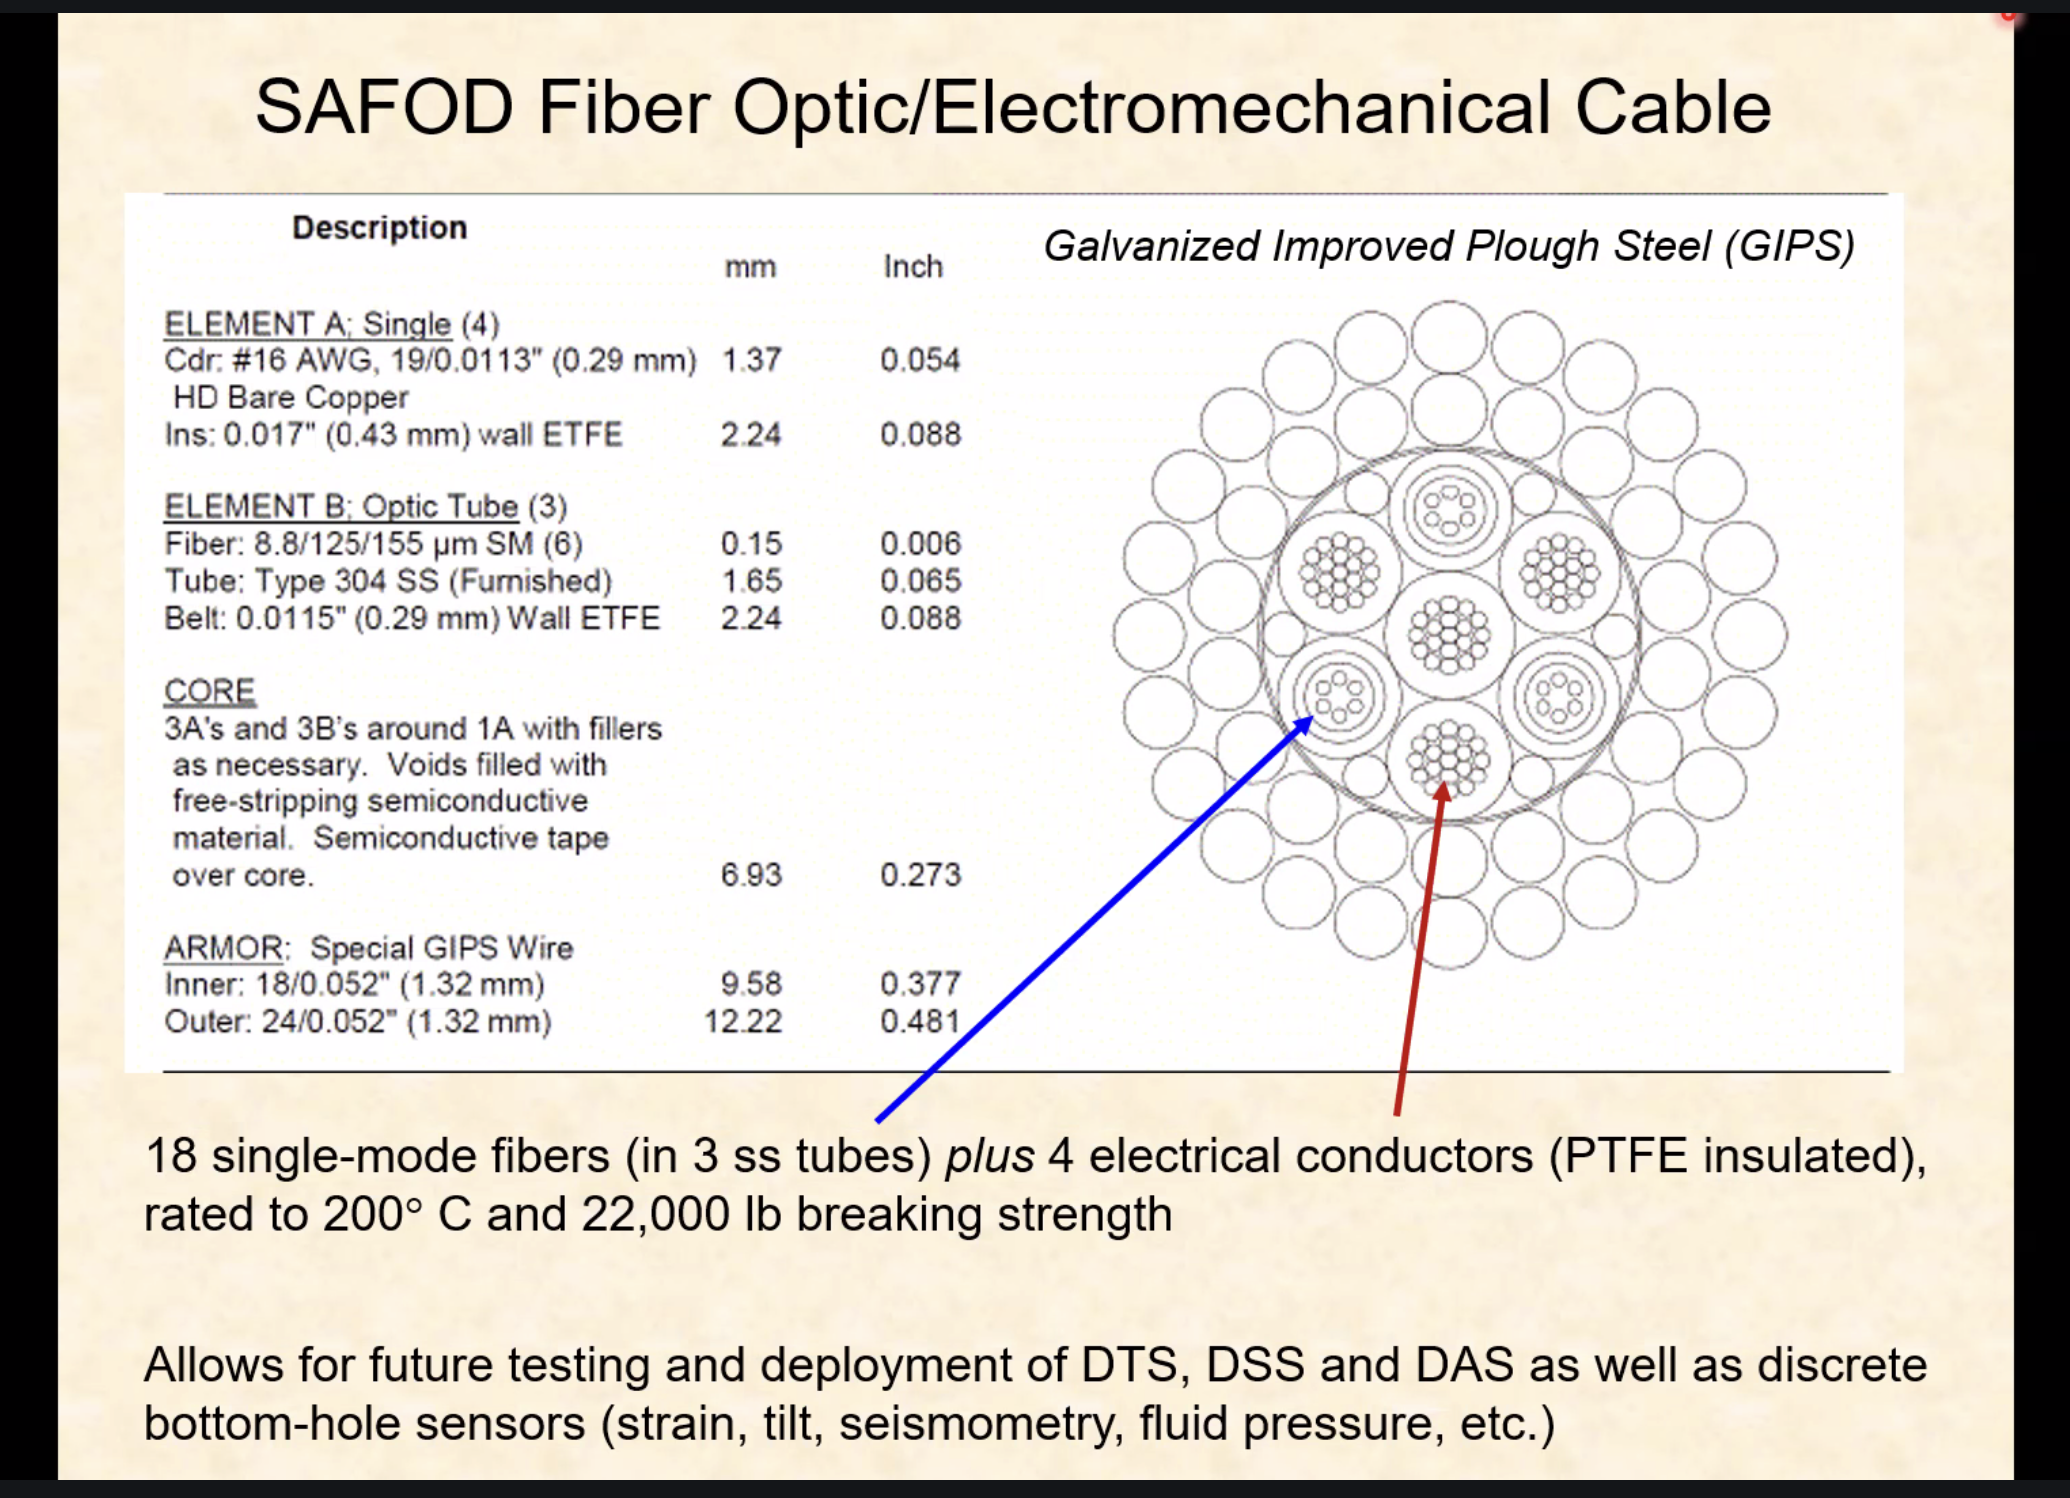 SAFOD Fiber Optic/Electromechanical Cable
Description
mm Inch
Galvanized Improved Plough Steel (GIPS)
ELEMENT A; Single (4)
Cdr: #16 AWG, 19/0.0113" (0.29 mm) 1.37 0.054
HD Bare Copper
Ins: 0.017" (0.43 mm) wall ETFE 2.24 0.088
ELEMENT B; Optic Tube (3)
Fiber: 8.8/125/155 µm SM (6) 0.15 0.006
Tube: Type 304 SS (Furnished) 1.65 0.065
Belt: 0.0115" (0.29 mm) Wall ETFE 2.24 0.088
CORE
3A's and 3B's around 1A with fillers
as necessary. Voids filled with
free-stripping semiconductive
material. Semiconductive tape
over core. 6.93 0.273
ARMOR: Special GIPS Wire
Inner: 18/0.052" (1.32 mm) 9.58 0.377
Outer: 24/0.052" (1.32 mm) 12.22 0.481
18 single-mode fibers (in 3 ss tubes) plus 4 electrical conductors (PTFE insulated),
rated to 200° C and 22,000 lb breaking strength
Allows for future testing and deployment of DTS, DSS and DAS as well as discrete
bottom-hole sensors (strain, tilt, seismometry, fluid pressure, etc.)